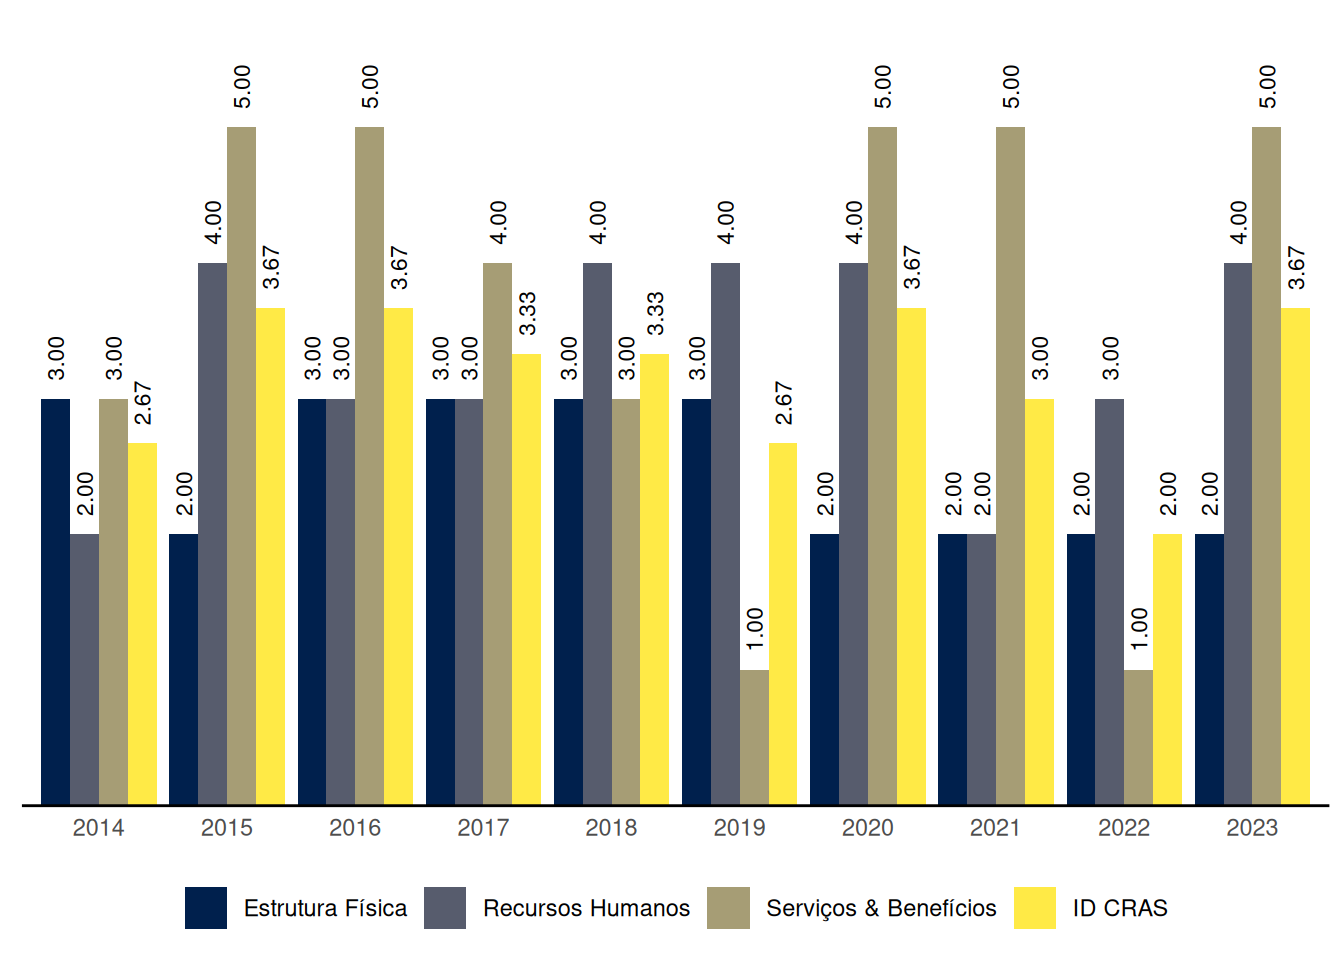 5.00 5.00 5.00 5.00 5.00
4.00 4.00 4.00 4.00 4.00 4.00
3.67 3.67 3.67 3.67
3.33 3.33
3.00 3.00 3.00 3.00 3.00 3.00 3.00 3.00 3.00 3.00 3.00
2.67 2.67
2.00 2.00 2.00 2.00 2.00 2.00 2.00 2.00
1.00 1.00
2014 2015 2016 2017 2018 2019 2020 2021 2022 2023
Estrutura Física Recursos Humanos Serviços & Benefícios ID CRAS